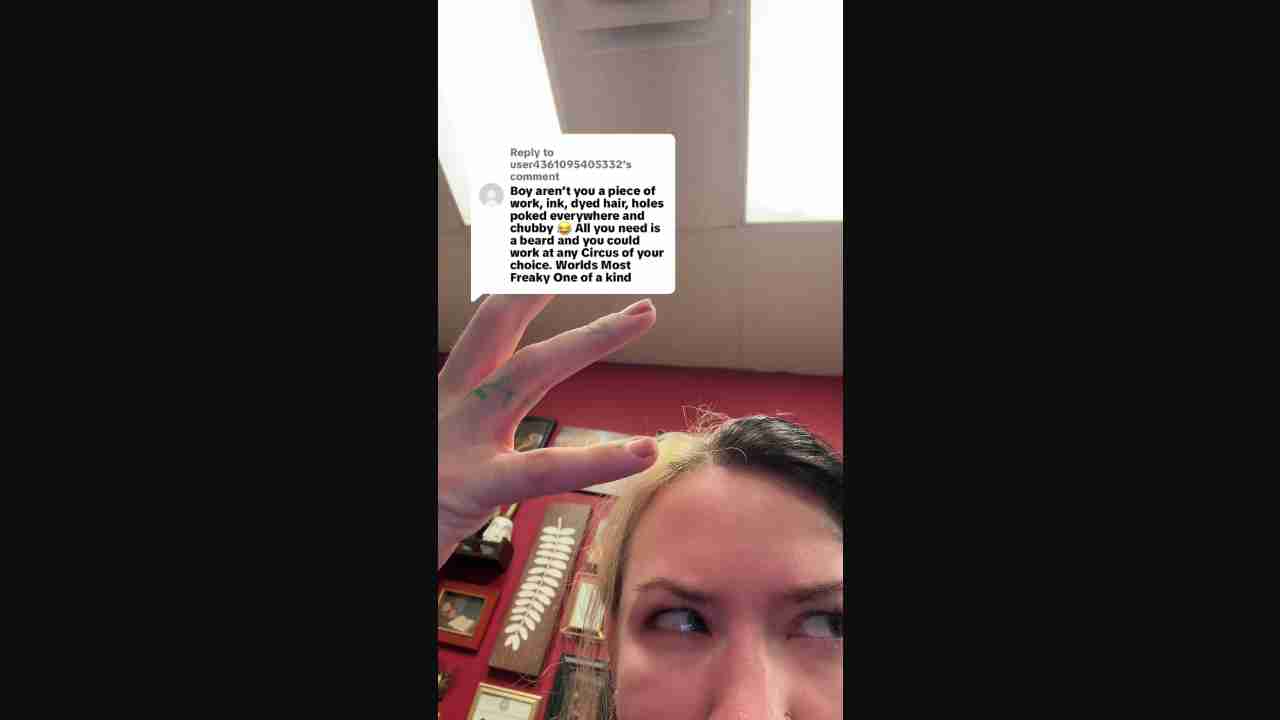 Reply to
user4361095405332's
comment
Boy aren't you a piece of
work, ink, dyed hair, holes
poked everywhere and
chubby 😂 All you need is
a beard and you could
work at any Circus of your
choice. Worlds Most
Freaky One of a kind